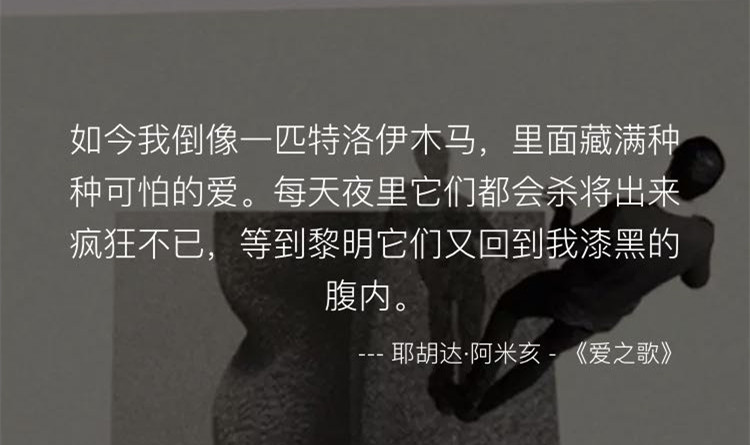 如今我倒像一匹特洛伊木马，里面藏满种
种可怕的爱。每天夜里它们都会杀将出来
疯狂不已，等到黎明它们又回到我漆黑的
腹内。
--- 耶胡达·阿米亥 - 《爱之歌》